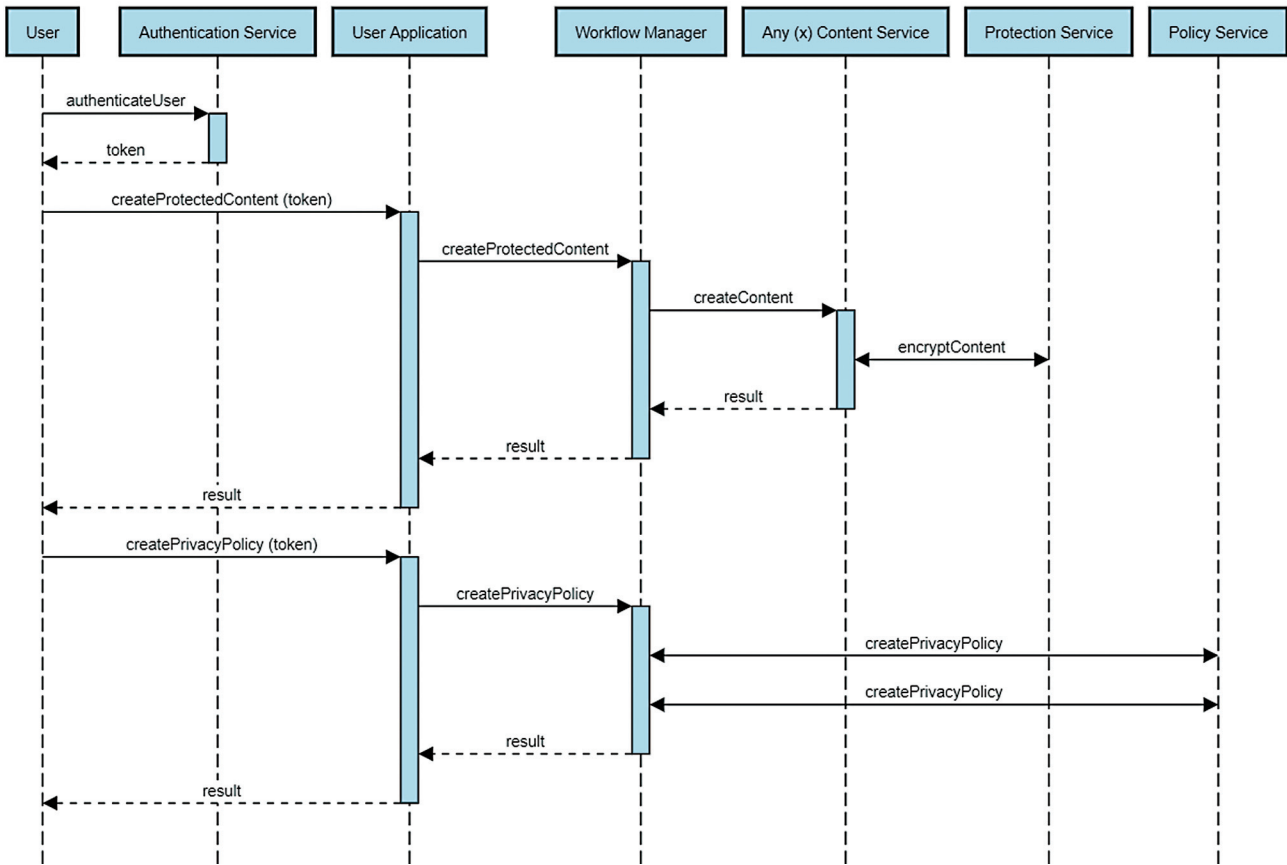 User
Authentication Service
User Application
Workflow Manager
Any (x) Content Service
Protection Service
Policy Service
authenticateUser
token
createProtectedContent (token)
createProtectedContent
createContent
encryptContent
result
result
result
createPrivacyPolicy (token)
createPrivacyPolicy
createPrivacyPolicy
createPrivacyPolicy
result
result